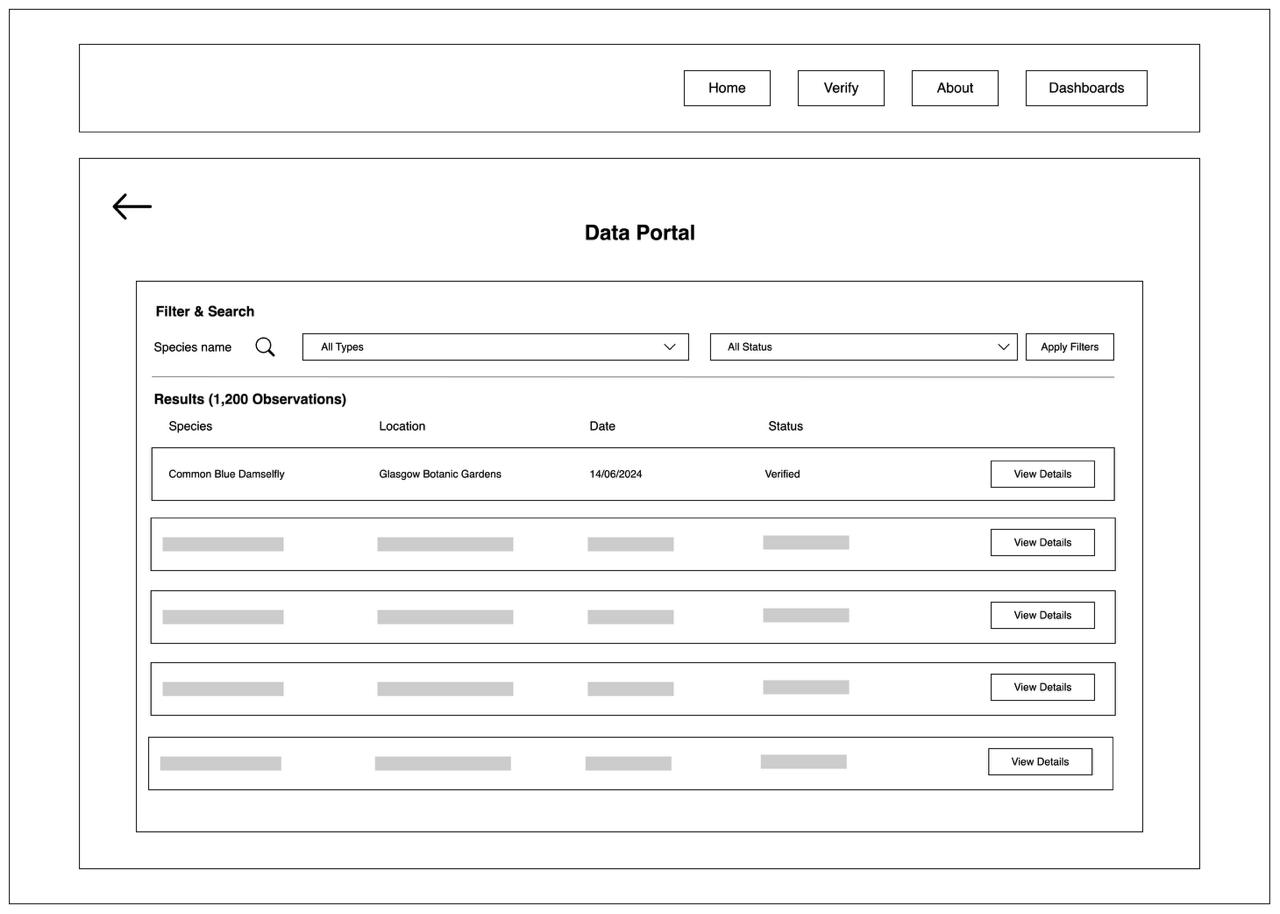 Home Verify About Dashboards
Data Portal
Filter & Search
Species name All Types All Status Apply Filters
Results (1,200 Observations)
Species Location Date Status
Common Blue Damselfly Glasgow Botanic Gardens 14/06/2024 Verified View Details
View Details
View Details
View Details
View Details